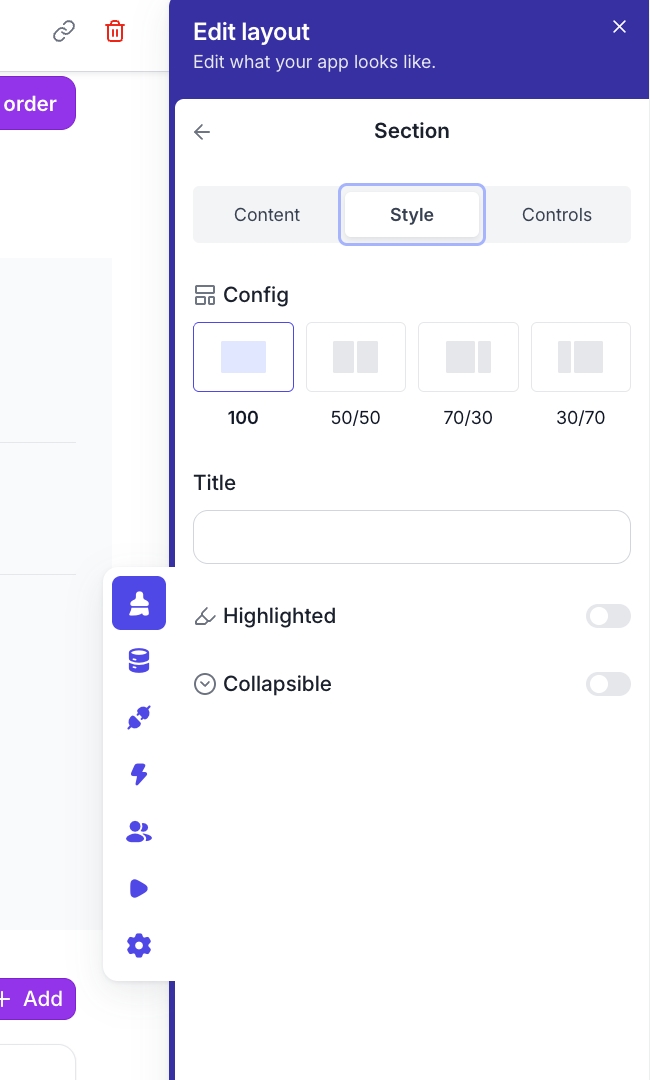 Edit layout
Edit what your app looks like.
order
Section
Content
Style
Controls
Config
100
50/50
70/30
30/70
Title
Highlighted
Collapsible
Add